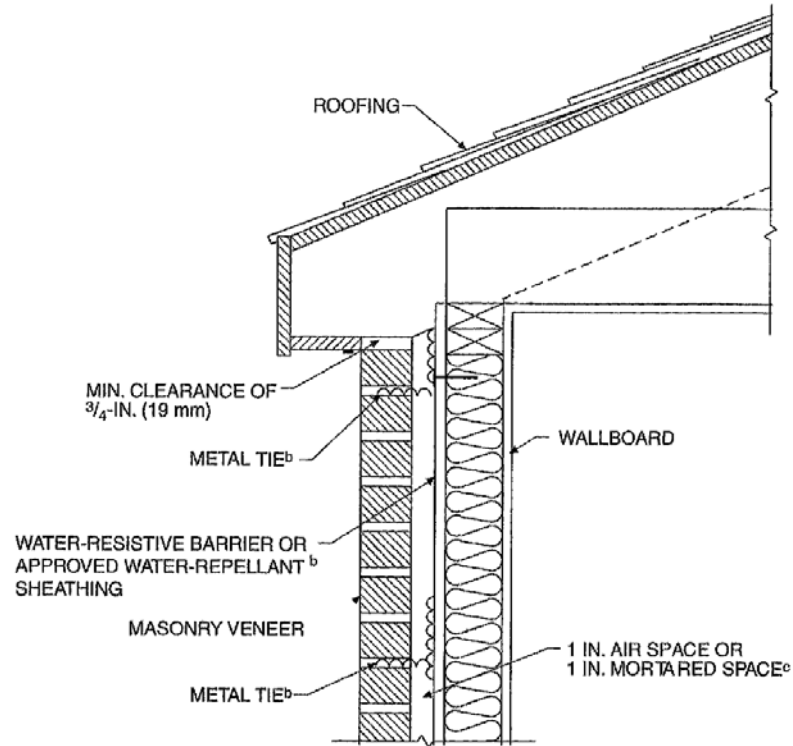 ROOFING
MIN. CLEARANCE OF
3/4-IN. (19 mm)
METAL TIEᵇ
WALLBOARD
WATER-RESISTIVE BARRIER OR
APPROVED WATER-REPELLANT ᵇ
SHEATHING
MASONRY VENEER
1 IN. AIR SPACE OR
1 IN. MORTARED SPACEᶜ
METAL TIEᵇ